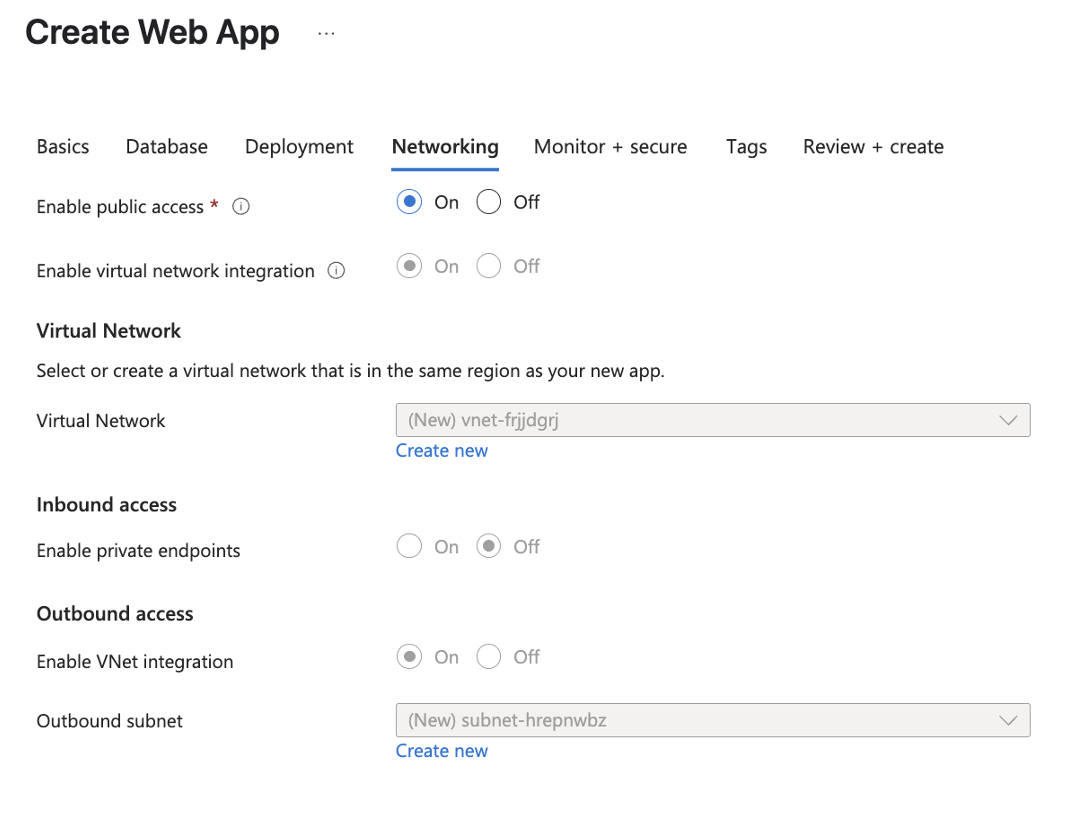 Create Web App ...
Basics Database Deployment Networking Monitor + secure Tags Review + create
Enable public access * On Off
Enable virtual network integration On Off
Virtual Network
Select or create a virtual network that is in the same region as your new app.
Virtual Network (New) vnet-frjjdgrj
Create new
Inbound access
Enable private endpoints On Off
Outbound access
Enable VNet integration On Off
Outbound subnet (New) subnet-hrepnwbz
Create new